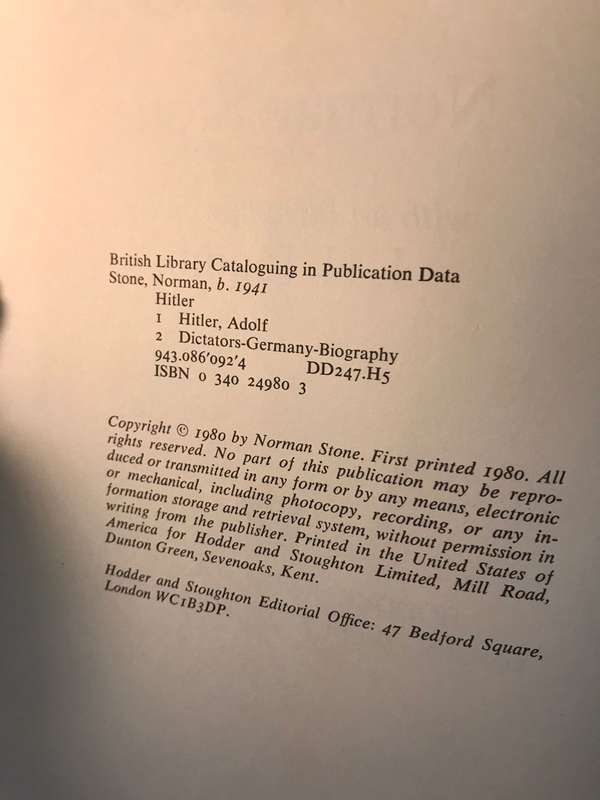 British Library Cataloguing in Publication Data
Stone, Norman, b. 1941
Hitler
1 Hitler, Adolf
2 Dictators-Germany-Biography
943.086'092'4 DD247.H5
ISBN 0 340 24980 3
Copyright © 1980 by Norman Stone. First printed 1980. All
rights reserved. No part of this publication may be repro-
duced or transmitted in any form or by any means, electronic
or mechanical, including photocopy, recording, or any in-
formation storage and retrieval system, without permission in
writing from the publisher. Printed in the United States of
America for Hodder and Stoughton Limited, Mill Road,
Dunton Green, Sevenoaks, Kent.
Hodder and Stoughton Editorial Office: 47 Bedford Square,
London WC1B3DP.